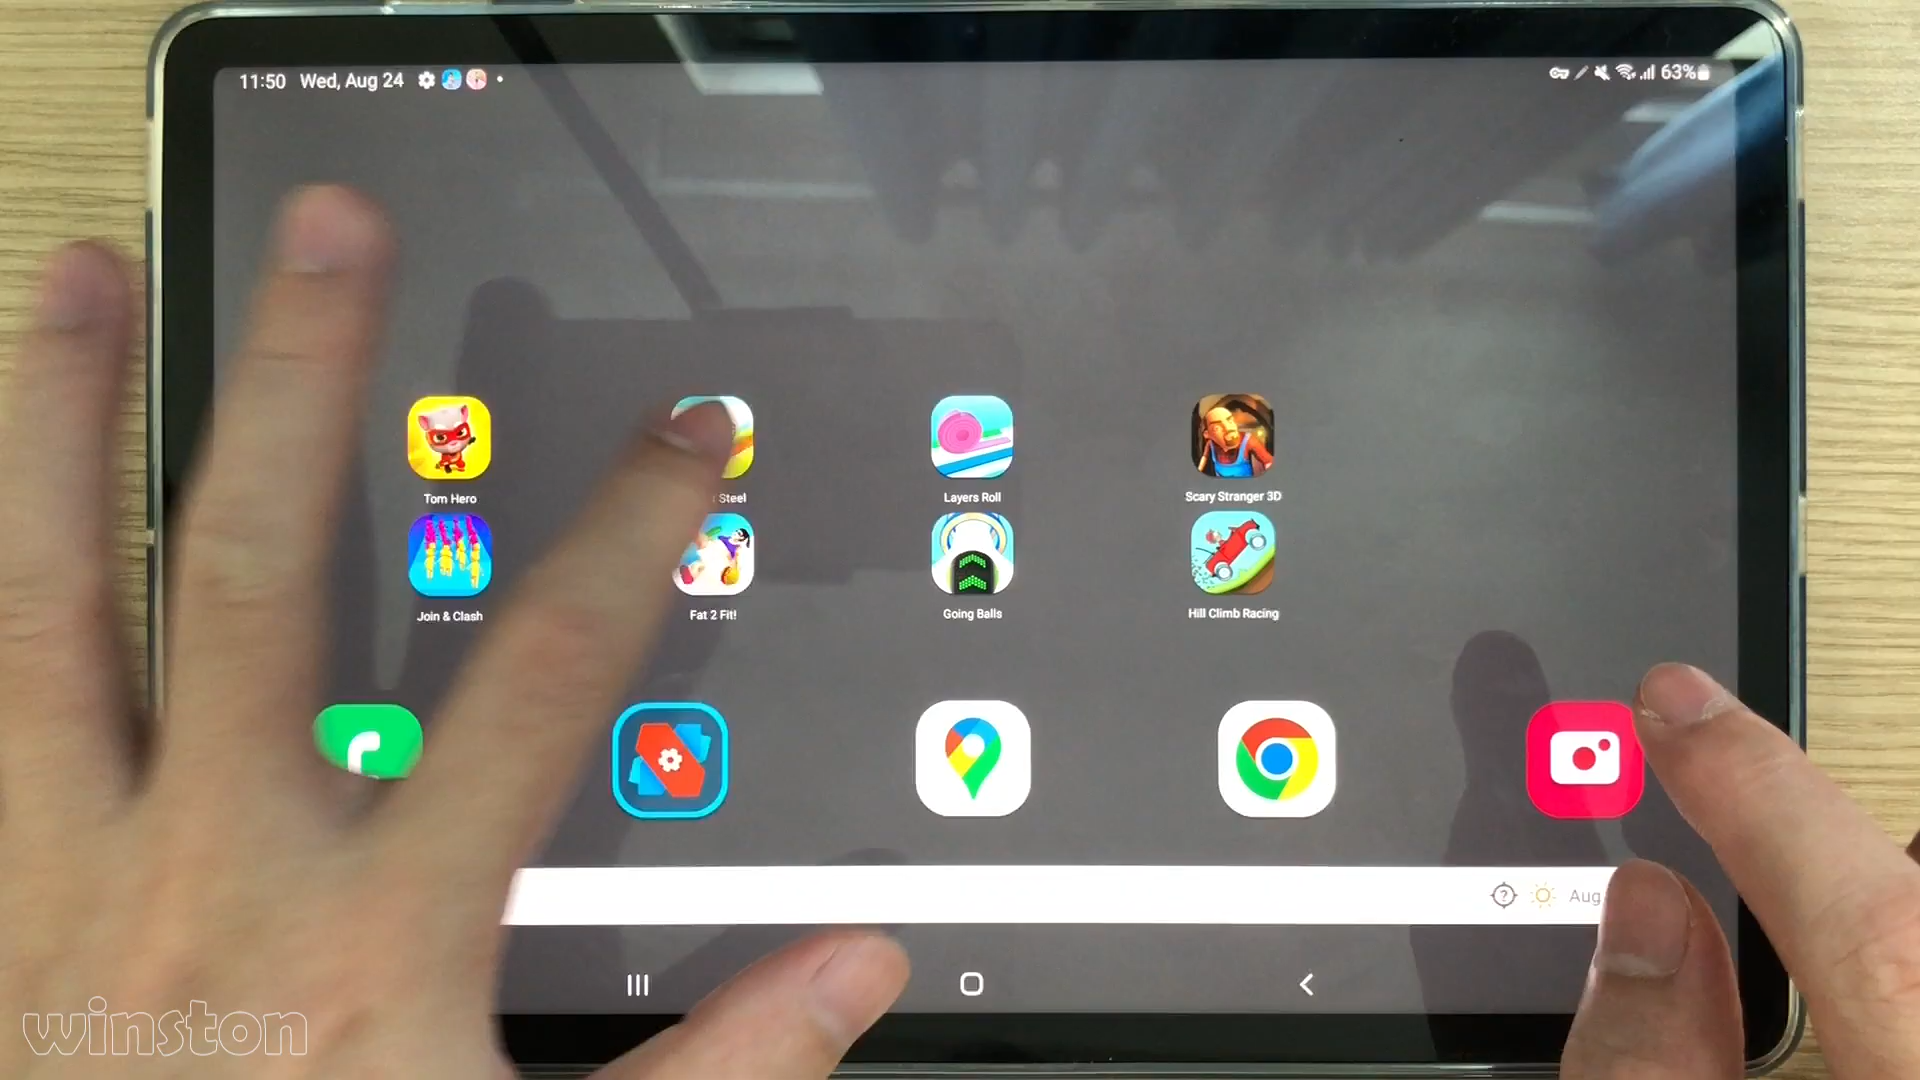 11:50 Wed, Aug 24
63%
Tom Hero
Steel
Layers Roll
Scary Stranger 3D
Join & Clash
Fat 2 Fit!
Going Balls
Hill Climb Racing
Aug
winston